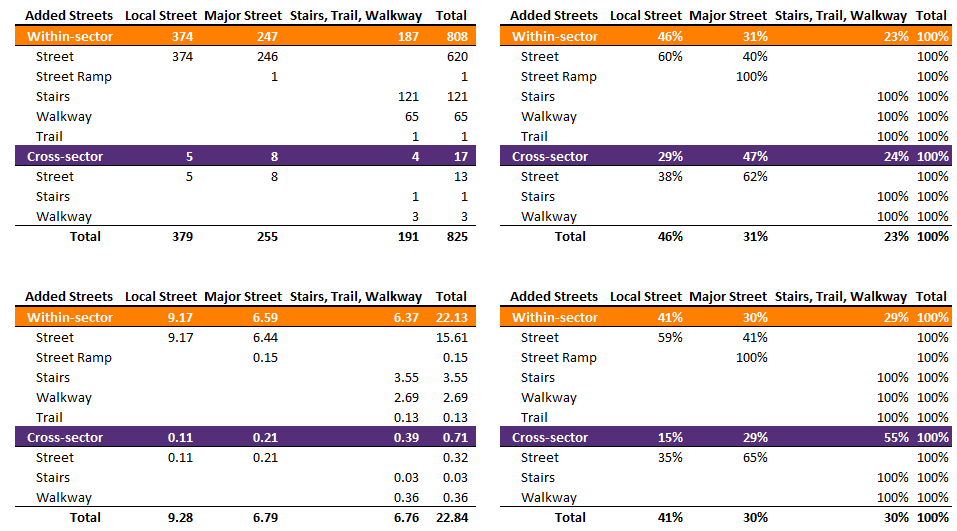 Added Streets Local Street Major Street Stairs, Trail, Walkway Total
Within-sector 374 247 187 808
Street 374 246 620
Street Ramp 1 1
Stairs 121 121
Walkway 65 65
Trail 1 1
Cross-sector 5 8 4 17
Street 5 8 13
Stairs 1 1
Walkway 3 3
Total 379 255 191 825
Added Streets Local Street Major Street Stairs, Trail, Walkway Total
Within-sector 46% 31% 23% 100%
Street 60% 40% 100%
Street Ramp 100% 100%
Stairs 100% 100%
Walkway 100% 100%
Trail 100% 100%
Cross-sector 29% 47% 24% 100%
Street 38% 62% 100%
Stairs 100% 100%
Walkway 100% 100%
Total 46% 31% 23% 100%
Added Streets Local Street Major Street Stairs, Trail, Walkway Total
Within-sector 9.17 6.59 6.37 22.13
Street 9.17 6.44 15.61
Street Ramp 0.15 0.15
Stairs 3.55 3.55
Walkway 2.69 2.69
Trail 0.13 0.13
Cross-sector 0.11 0.21 0.39 0.71
Street 0.11 0.21 0.32
Stairs 0.03 0.03
Walkway 0.36 0.36
Total 9.28 6.79 6.76 22.84
Added Streets Local Street Major Street Stairs, Trail, Walkway Total
Within-sector 41% 30% 29% 100%
Street 59% 41% 100%
Street Ramp 100% 100%
Stairs 100% 100%
Walkway 100% 100%
Trail 100% 100%
Cross-sector 15% 29% 55% 100%
Street 35% 65% 100%
Stairs 100% 100%
Walkway 100% 100%
Total 41% 30% 30% 100%